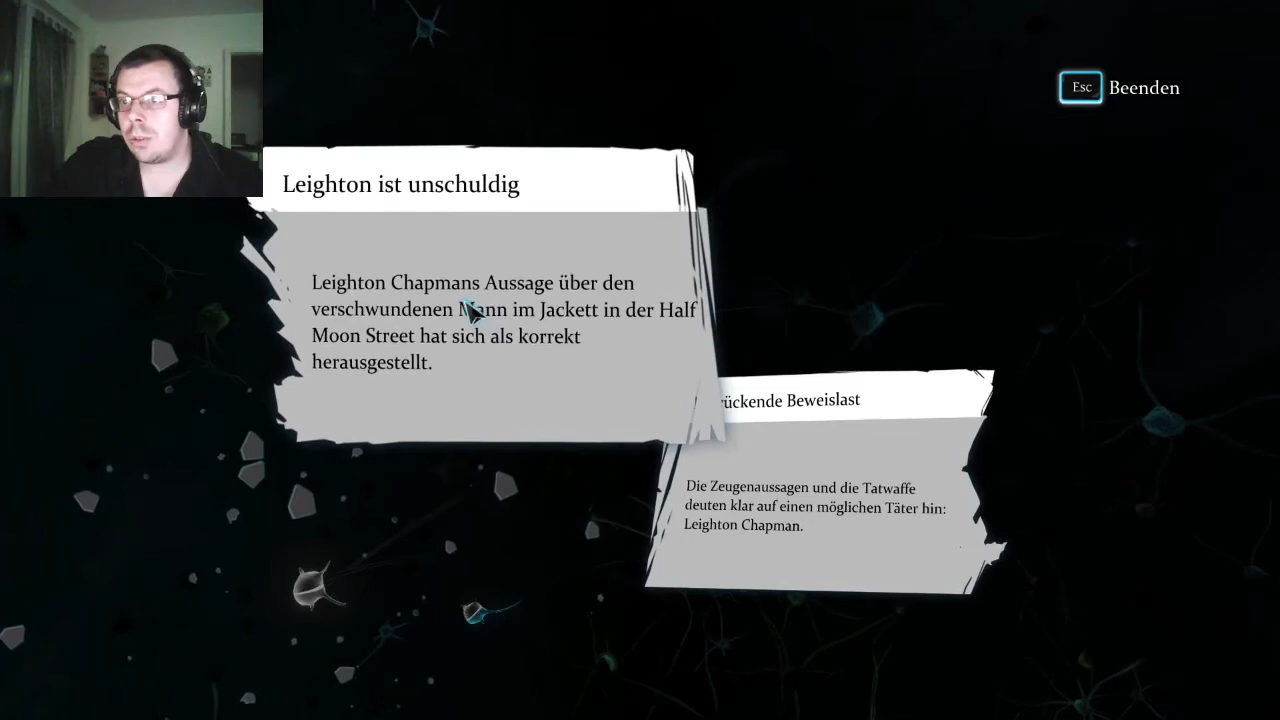 Esc Beenden
Leighton ist unschuldig
Leighton Chapmans Aussage über den
verschwundenen Mann im Jackett in der Half
Moon Street hat sich als korrekt
herausgestellt.
rückende Beweislast
Die Zeugenaussagen und die Tatwaffe
deuten klar auf einen möglichen Täter hin:
Leighton Chapman.